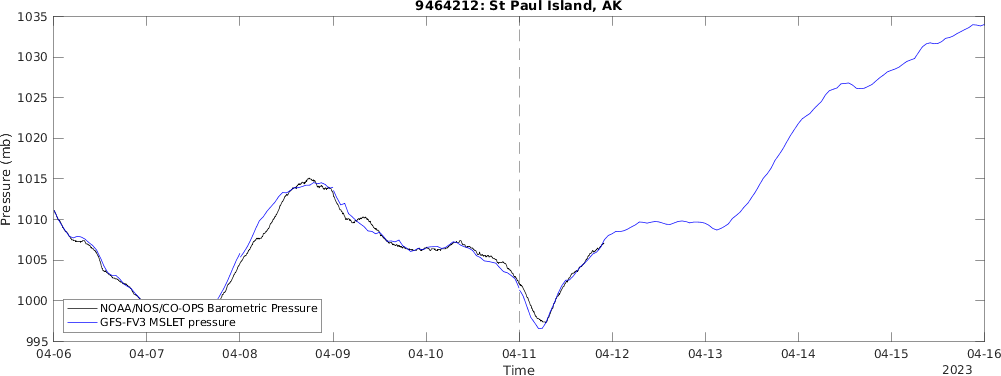 9464212: St Paul Island, AK
Pressure (mb)
1035
1030
1025
1020
1015
1010
1005
1000
995
NOAA/NOS/CO-OPS Barometric Pressure
GFS-FV3 MSLET pressure
04-06 04-07 04-08 04-09 04-10 04-11 04-12 04-13 04-14 04-15 04-16
Time
2023